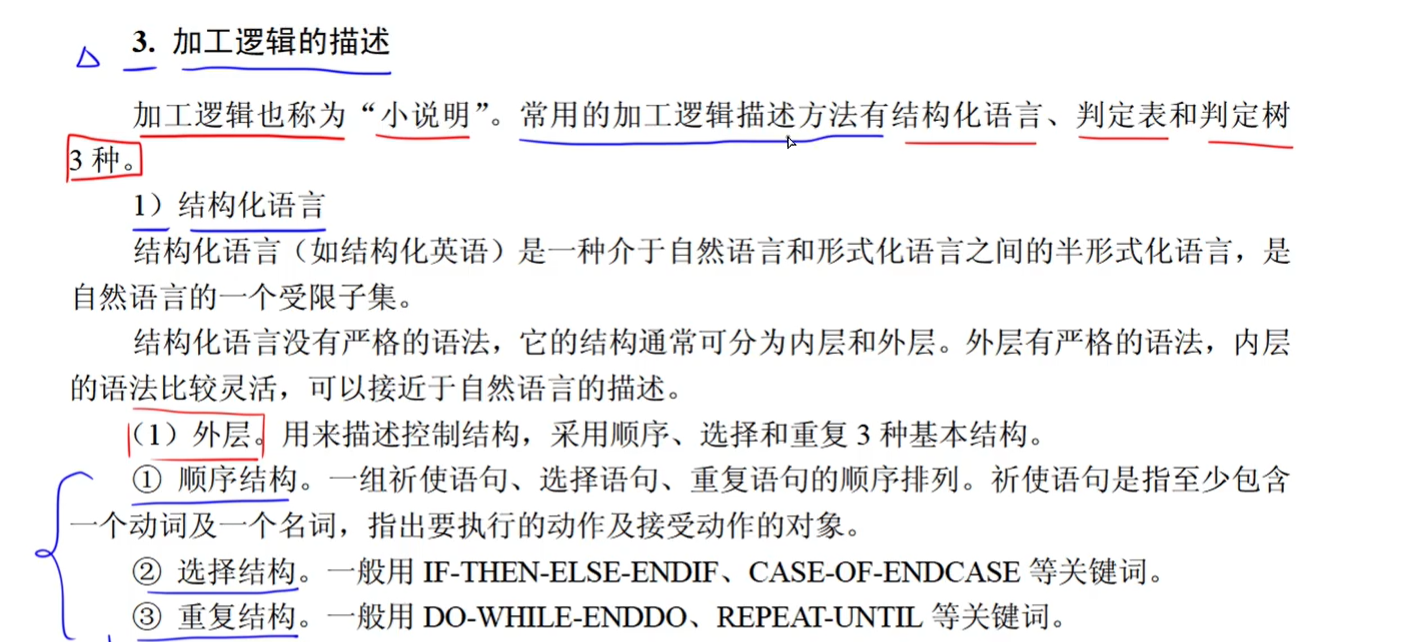 3. 加工逻辑的描述
加工逻辑也称为“小说明”。常用的加工逻辑描述方法有结构化语言、判定表和判定树
3 种。
1）结构化语言
结构化语言（如结构化英语）是一种介于自然语言和形式化语言之间的半形式化语言，是
自然语言的一个受限子集。
结构化语言没有严格的语法，它的结构通常可分为内层和外层。外层有严格的语法，内层
的语法比较灵活，可以接近于自然语言的描述。
（1）外层。用来描述控制结构，采用顺序、选择和重复 3 种基本结构。
① 顺序结构。一组祈使语句、选择语句、重复语句的顺序排列。祈使语句是指至少包含
一个动词及一个名词，指出要执行的动作及接受动作的对象。
② 选择结构。一般用 IF-THEN-ELSE-ENDIF、CASE-OF-ENDCASE 等关键词。
③ 重复结构。一般用 DO-WHILE-ENDDO、REPEAT-UNTIL 等关键词。